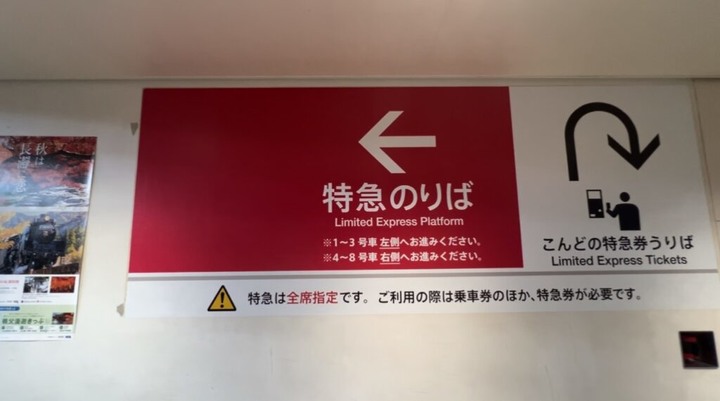 特急のりば
Limited Express Platform
※1〜3 号車 左側へお進みください。
※4〜8 号車 右側へお進みください。
こんどの特急券うりば
Limited Express Tickets
特急は全席指定です。ご利用の際は乗車券のほか、特急券が必要です。
秋は